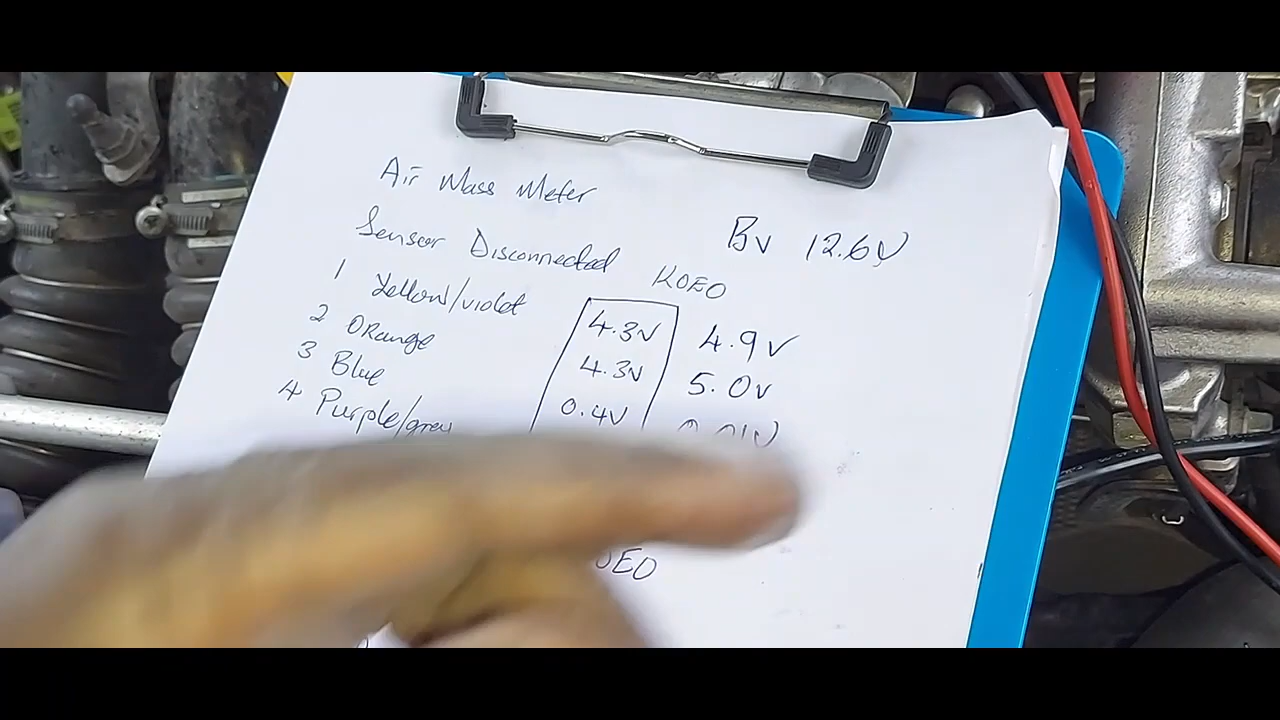 Air Mass Meter
Sensor Disconnected
Bv 12.6V
KOEO
1 Yellow/violet 4.3V 4.9V
2 ORange 4.3V 5.0V
3 Blue 0.4V
4 Purple/grey